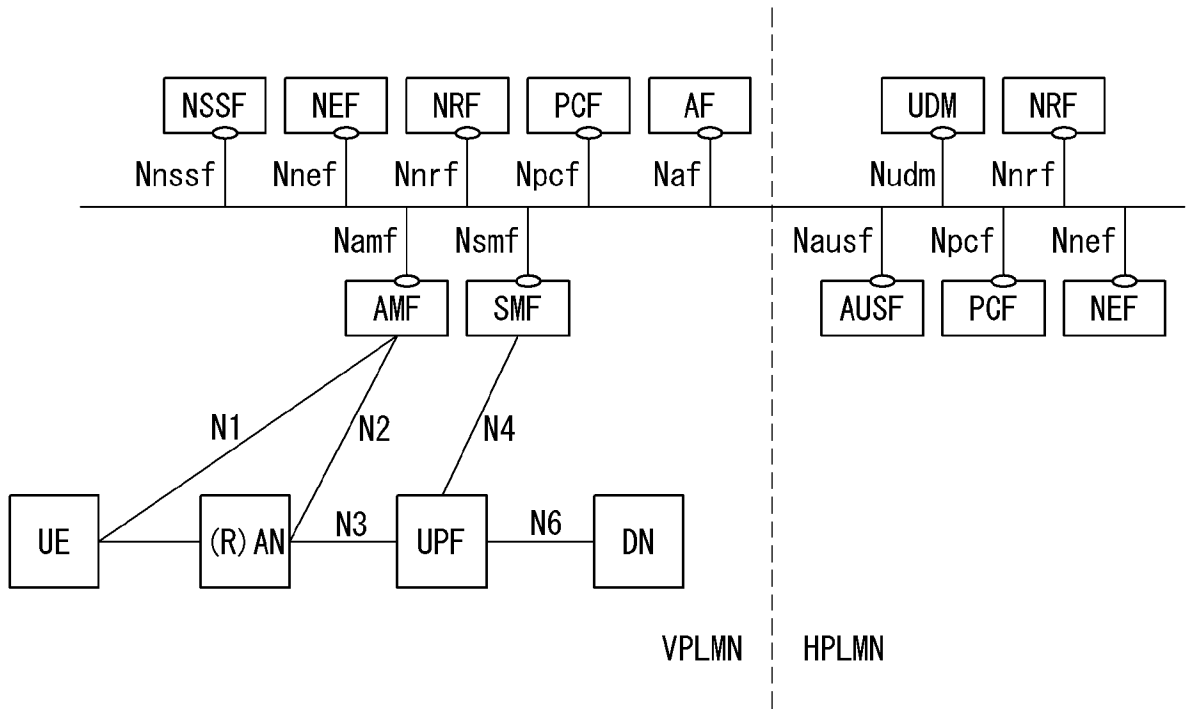 NSSF NEF NRF PCF AF UDM NRF
Nnssf Nnef Nnrf Npcf Naf Nudm Nnrf
Namf Nsmf Nausf Npcf Nnef
AMF SMF AUSF PCF NEF
N1 N2 N4
UE (R)AN N3 UPF N6 DN
VPLMN HPLMN